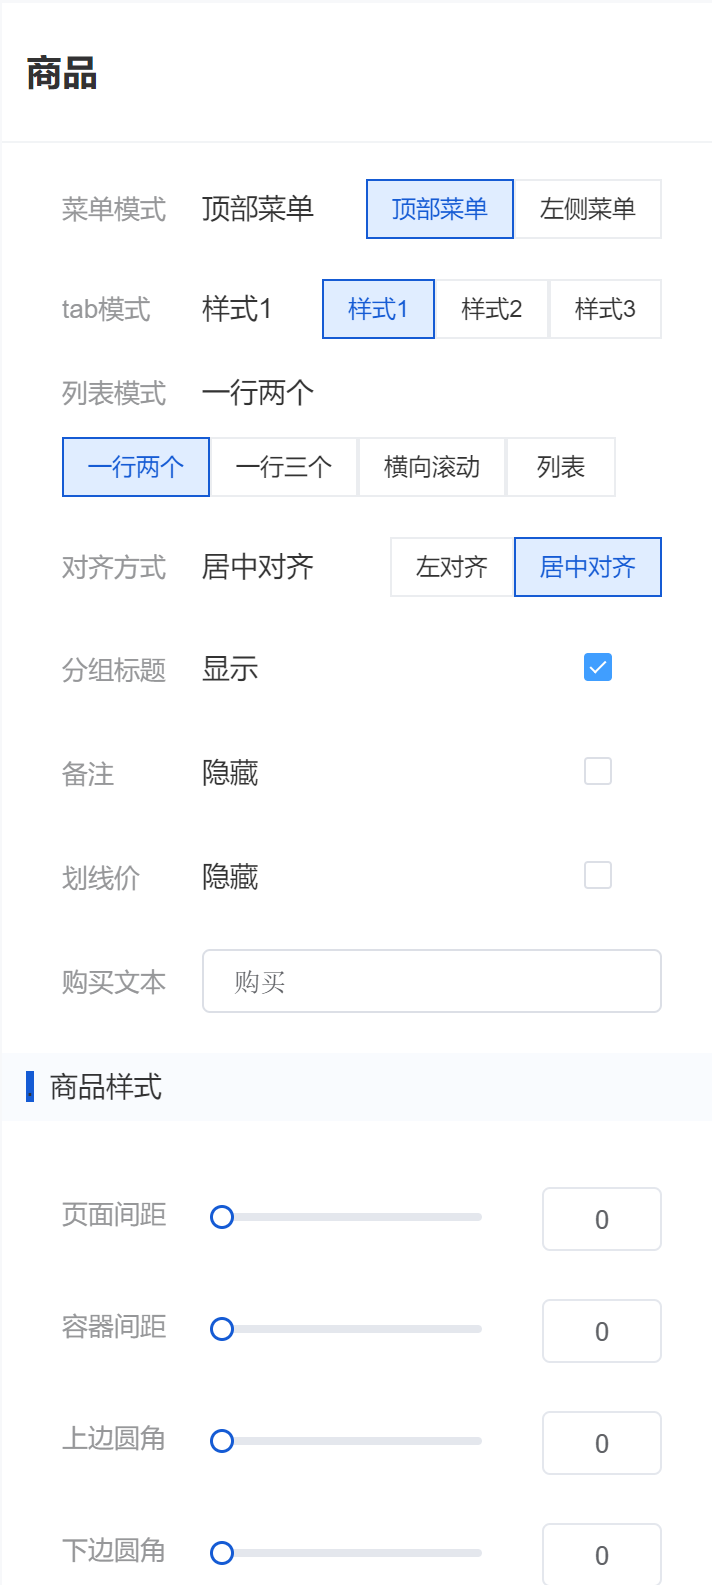 商品
菜单模式 顶部菜单 顶部菜单 左侧菜单
tab模式 样式1 样式1 样式2 样式3
列表模式 一行两个
一行两个 一行三个 横向滚动 列表
对齐方式 居中对齐 左对齐 居中对齐
分组标题 显示
备注 隐藏
划线价 隐藏
购买文本 购买
商品样式
页面间距 0
容器间距 0
上边圆角 0
下边圆角 0